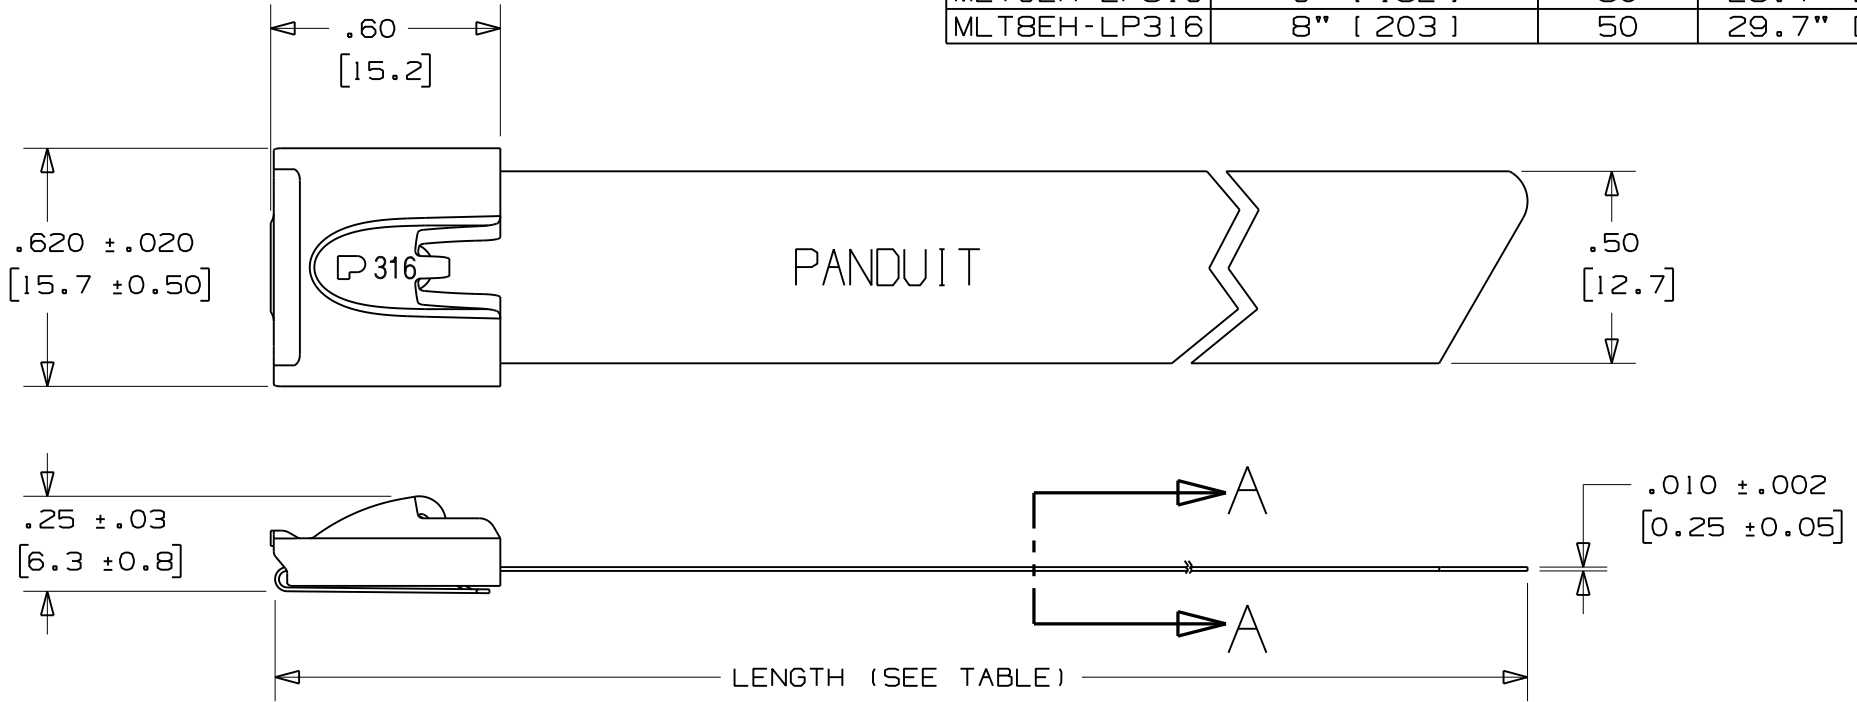 MLT8EH-LP316 8" [ 203 ] 50 29.7" [
.60
[15.2]
.620 ±.020
[15.7 ±0.50]
P 316
PANDUIT
.50
[12.7]
A
.25 ±.03
[6.3 ±0.8]
.010 ±.002
[0.25 ±0.05]
A
LENGTH (SEE TABLE)